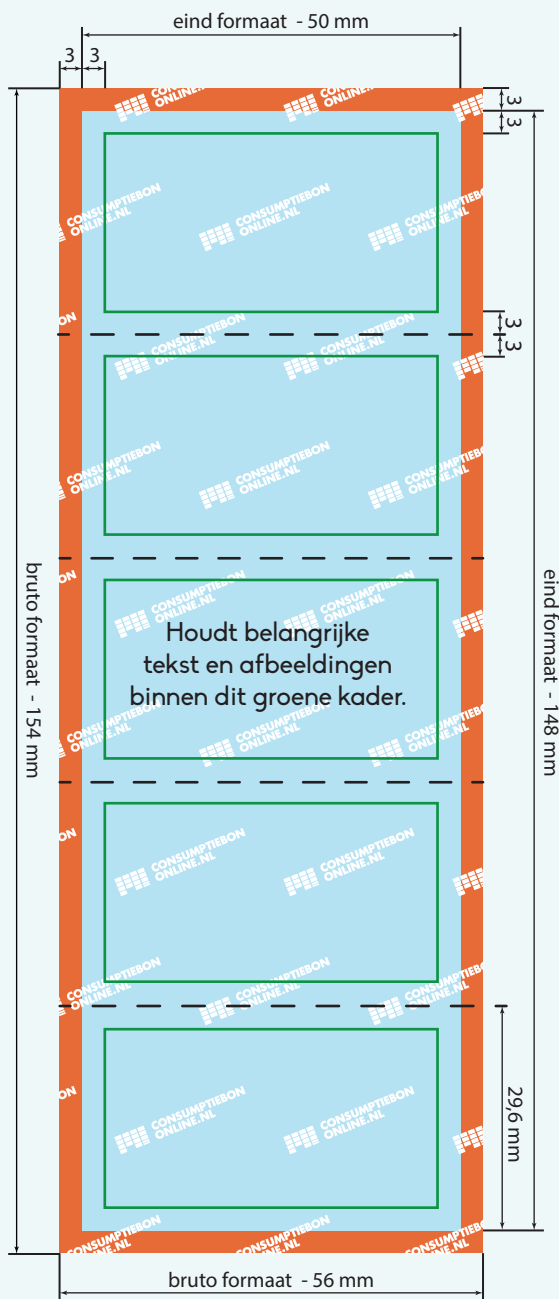 eind formaat - 50 mm
3 3
3
3
CONSUMPTIEBON
ONLINE.NL
3
3
Houdt belangrijke
tekst en afbeeldingen
binnen dit groene kader.
bruto formaat - 154 mm
eind formaat - 148 mm
29,6 mm
bruto formaat - 56 mm